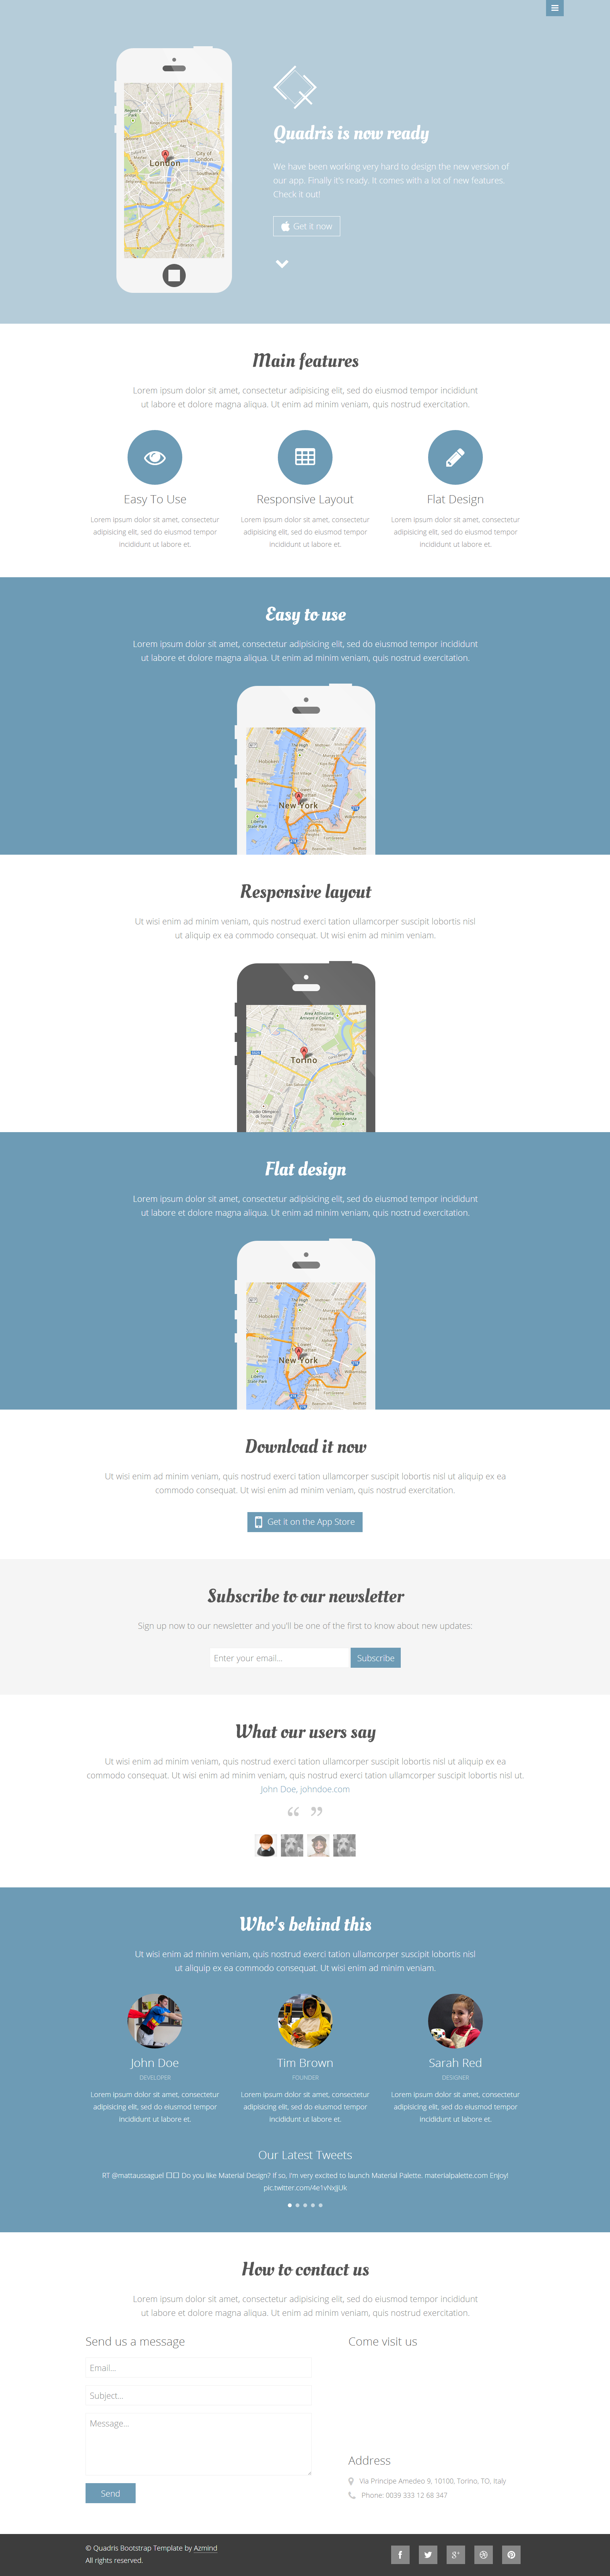 London
City of London
Southwark
Quadris is now ready
We have been working very hard to design the new version of
our app. Finally it's ready. It comes with a lot of new features.
Check it out!
Get it now
Main features
Lorem ipsum dolor sit amet, consectetur adipisicing elit, sed do eiusmod tempor incididunt
ut labore et dolore magna aliqua. Ut enim ad minim veniam, quis nostrud exercitation.
Easy To Use
Lorem ipsum dolor sit amet, consectetur
adipisicing elit, sed do eiusmod tempor
incididunt ut labore et.
Responsive Layout
Lorem ipsum dolor sit amet, consectetur
adipisicing elit, sed do eiusmod tempor
incididunt ut labore et.
Flat Design
Lorem ipsum dolor sit amet, consectetur
adipisicing elit, sed do eiusmod tempor
incididunt ut labore et.
Easy to use
Lorem ipsum dolor sit amet, consectetur adipisicing elit, sed do eiusmod tempor incididunt
ut labore et dolore magna aliqua. Ut enim ad minim veniam, quis nostrud exercitation.
Hoboken
New York
Liberty
State Park
Responsive layout
Ut wisi enim ad minim veniam, quis nostrud exerci tation ullamcorper suscipit lobortis nisl
ut aliquip ex ea commodo consequat. Ut wisi enim ad minim veniam.
Torino
Flat design
Lorem ipsum dolor sit amet, consectetur adipisicing elit, sed do eiusmod tempor incididunt
ut labore et dolore magna aliqua. Ut enim ad minim veniam, quis nostrud exercitation.
Hoboken
New York
Liberty
State Park
Download it now
Ut wisi enim ad minim veniam, quis nostrud exerci tation ullamcorper suscipit lobortis nisl ut aliquip ex ea
commodo consequat. Ut wisi enim ad minim veniam, quis nostrud exercitation.
Get it on the App Store
Subscribe to our newsletter
Sign up now to our newsletter and you'll be one of the first to know about new updates:
Enter your email...
Subscribe
What our users say
Ut wisi enim ad minim veniam, quis nostrud exerci tation ullamcorper suscipit lobortis nisl ut aliquip ex ea
commodo consequat. Ut wisi enim ad minim veniam, quis nostrud exerci tation ullamcorper suscipit lobortis nisl ut.
John Doe, johndoe.com
Who's behind this
Ut wisi enim ad minim veniam, quis nostrud exerci tation ullamcorper suscipit lobortis nisl
ut aliquip ex ea commodo consequat. Ut wisi enim ad minim veniam.
John Doe
DEVELOPER
Lorem ipsum dolor sit amet, consectetur
adipisicing elit, sed do eiusmod tempor
incididunt ut labore et.
Tim Brown
FOUNDER
Lorem ipsum dolor sit amet, consectetur
adipisicing elit, sed do eiusmod tempor
incididunt ut labore et.
Sarah Red
DESIGNER
Lorem ipsum dolor sit amet, consectetur
adipisicing elit, sed do eiusmod tempor
incididunt ut labore et.
Our Latest Tweets
RT @mattaussaguel Do you like Material Design? If so, I'm very excited to launch Material Palette. materialpalette.com Enjoy!
How to contact us
Lorem ipsum dolor sit amet, consectetur adipisicing elit, sed do eiusmod tempor incididunt
ut labore et dolore magna aliqua. Ut enim ad minim veniam, quis nostrud exercitation.
Send us a message
Email...
Subject...
Message...
Send
Come visit us
Address
Via Principe Amedeo 9, 10100, Torino, TO, Italy
Phone: 0039 333 12 68 347
© Quadris Bootstrap Template by Azmind
All rights reserved.